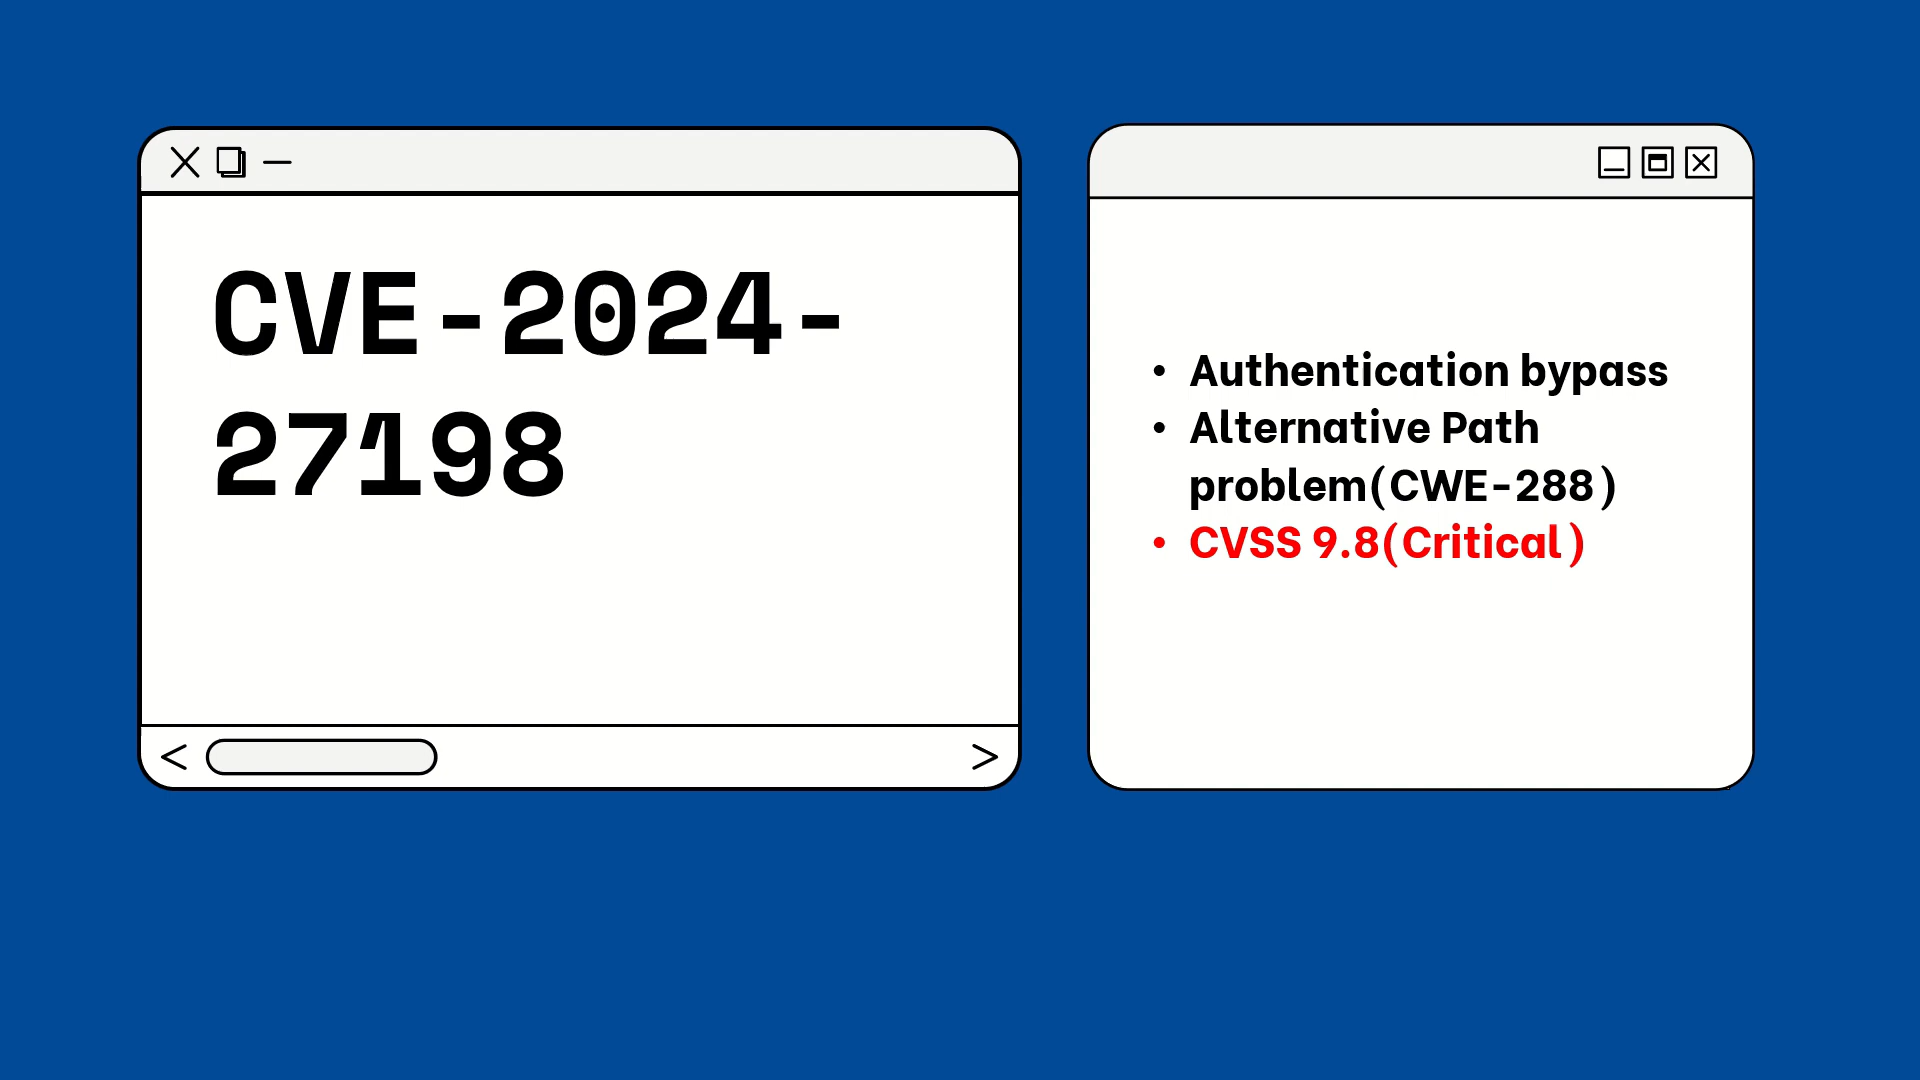 CVE-2024-
27198
• Authentication bypass
• Alternative Path
problem(CWE-288)
• CVSS 9.8(Critical)